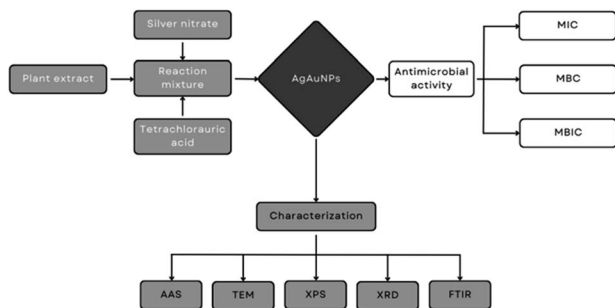 Silver nitrate
MIC
Plant extract
Reaction
mixture
AgAuNPs
Antimicrobial
activity
MBC
Tetrachlorauric
acid
MBIC
Characterization
AAS
TEM
XPS
XRD
FTIR